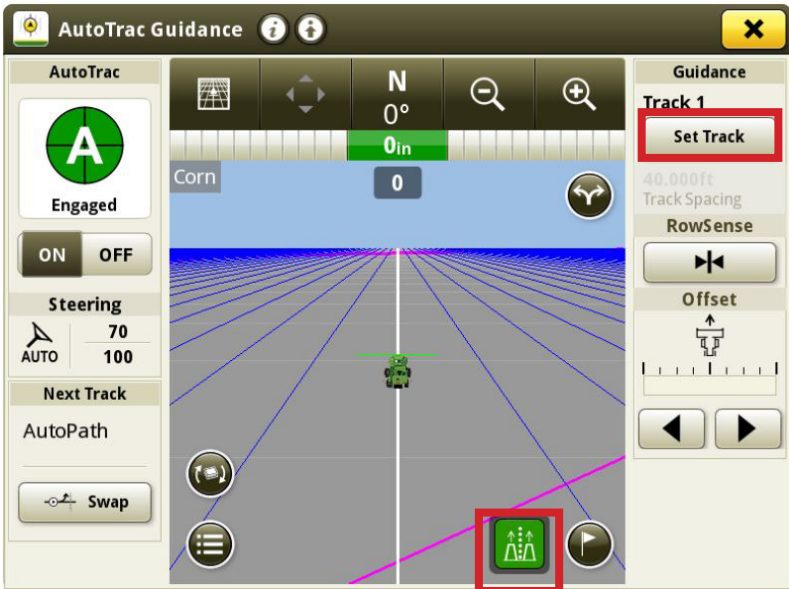 AutoTrac Guidance i
AutoTrac
A
Engaged
ON OFF
Steering
AUTO
70
100
Next Track
AutoPath
Swap
N
0°
0in
Corn
0
Guidance
Track 1
Set Track
40.000ft
Track Spacing
RowSense
Offset